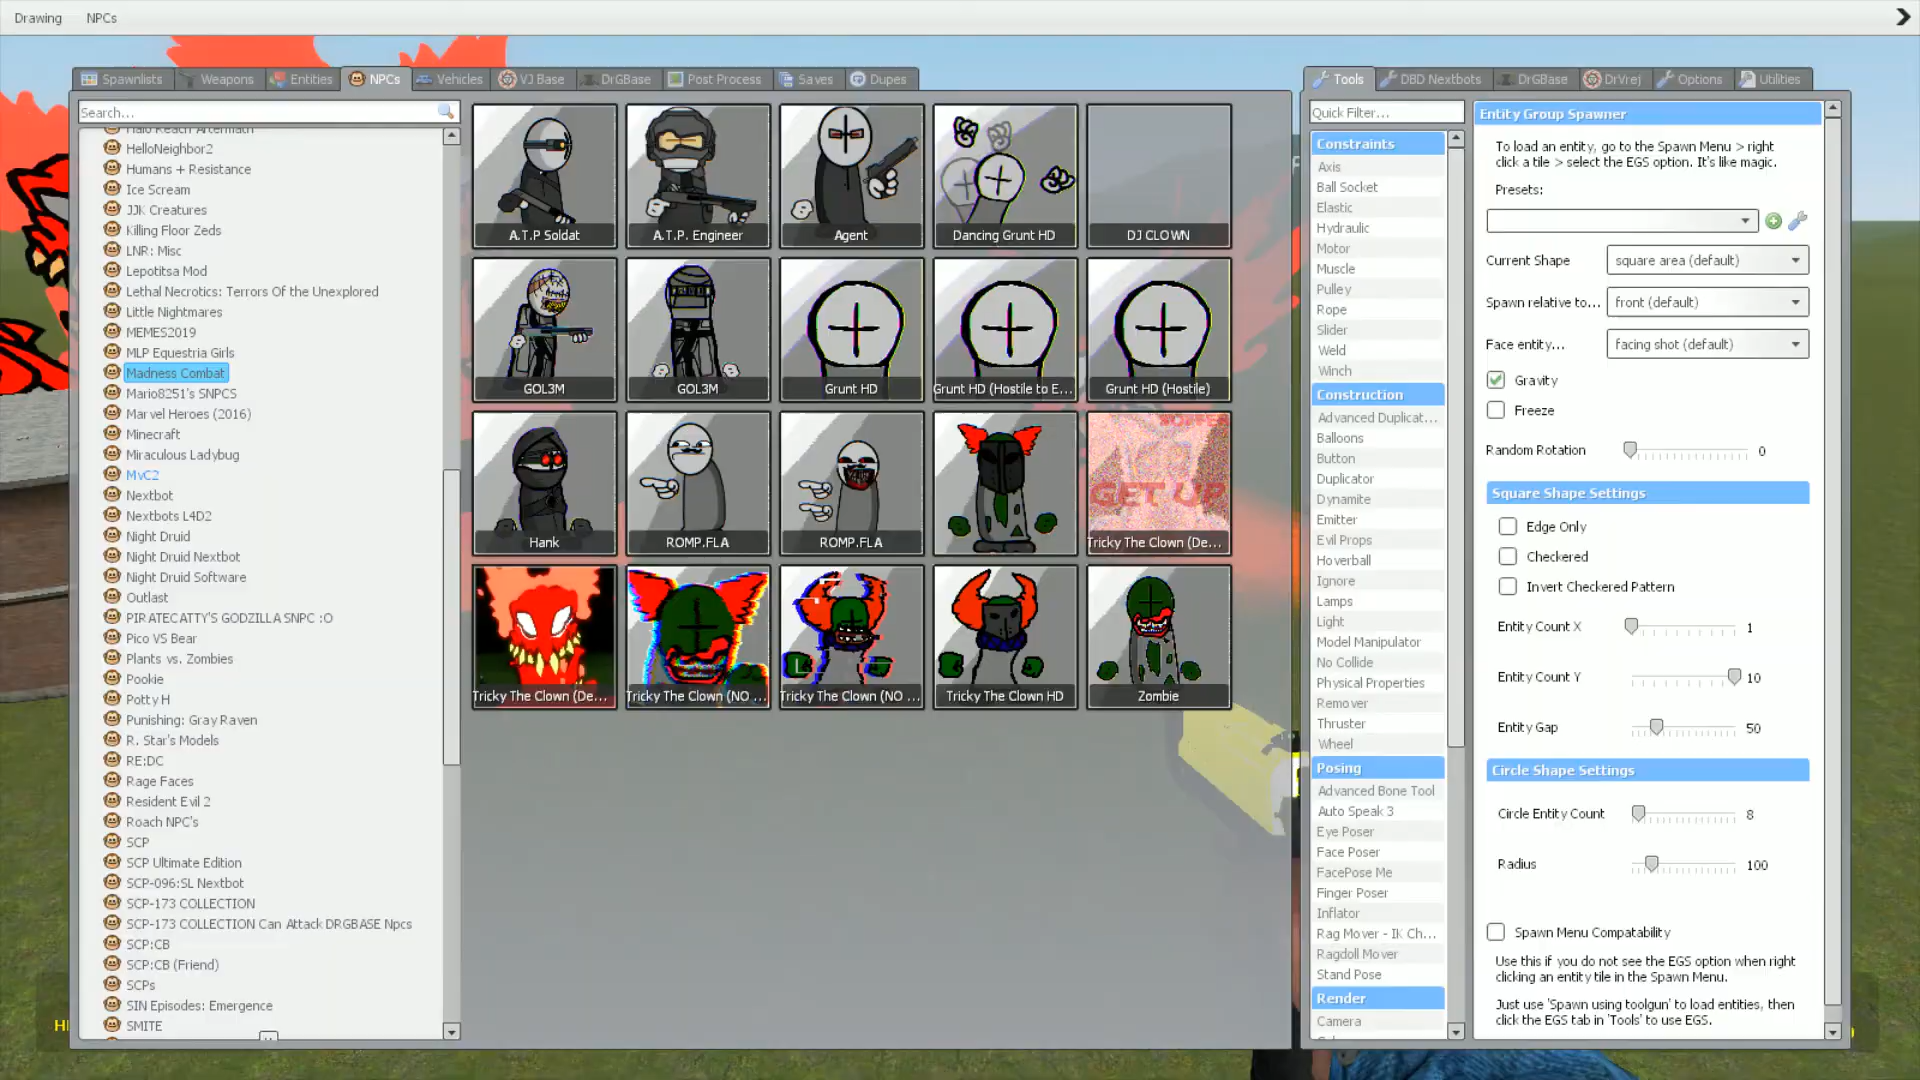 Drawing NPCs
Spawnlists Weapons Entities NPCs Vehicles VJ Base DrGBase Post Process Saves Dupes
Search...
Halo Reach Aftermath
HelloNeighbor2
Humans + Resistance
Ice Scream
JJK Creatures
Killing Floor Zeds
LNR: Misc
Lepotitsa Mod
Lethal Necrotics: Terrors Of the Unexplored
Little Nightmares
MEMES2019
MLP Equestria Girls
Madness Combat
Mario8251's SNPCS
Marvel Heroes (2016)
Minecraft
Miraculous Ladybug
MvC2
Nextbot
Nextbots L4D2
Night Druid
Night Druid Nextbot
Night Druid Software
Outlast
PIRATECATTY'S GODZILLA SNPC :O
Pico VS Bear
Plants vs. Zombies
Pookie
Potty H
Punishing: Gray Raven
R. Star's Models
RE:DC
Rage Faces
Resident Evil 2
Roach NPC's
SCP
SCP Ultimate Edition
SCP-096:SL Nextbot
SCP-173 COLLECTION
SCP-173 COLLECTION Can Attack DRGBASE Npcs
SCP:CB
SCP:CB (Friend)
SCPs
SIN Episodes: Emergence
SMITE
A.T.P Soldat
A.T.P. Engineer
Agent
Dancing Grunt HD
DJ CLOWN
GOL3M
GOL3M
Grunt HD
Grunt HD (Hostile to E...
Grunt HD (Hostile)
Hank
ROMP.FLA
ROMP.FLA
GET UP
Tricky The Clown (De...
Tricky The Clown (De...
Tricky The Clown (NO ...
Tricky The Clown (NO ...
Tricky The Clown HD
Zombie
Tools DBD Nextbots DrGBase DrVrej Options Utilities
Quick Filter...
Constraints
Axis
Ball Socket
Elastic
Hydraulic
Motor
Muscle
Pulley
Rope
Slider
Weld
Winch
Construction
Advanced Duplicat...
Balloons
Button
Duplicator
Dynamite
Emitter
Evil Props
Hoverball
Ignore
Lamps
Light
Model Manipulator
No Collide
Physical Properties
Remover
Thruster
Wheel
Posing
Advanced Bone Tool
Auto Speak 3
Eye Poser
Face Poser
FacePose Me
Finger Poser
Inflator
Rag Mover - IK Ch...
Ragdoll Mover
Stand Pose
Render
Camera
Entity Group Spawner
To load an entity, go to the Spawn Menu > right
click a tile > select the EGS option. It's like magic.
Presets:
Current Shape square area (default)
Spawn relative to... front (default)
Face entity... facing shot (default)
Gravity
Freeze
Random Rotation 0
Square Shape Settings
Edge Only
Checkered
Invert Checkered Pattern
Entity Count X 1
Entity Count Y 10
Entity Gap 50
Circle Shape Settings
Circle Entity Count 8
Radius 100
Spawn Menu Compatability
Use this if you do not see the EGS option when right
clicking an entity tile in the Spawn Menu.
Just use 'Spawn using toolgun' to load entities, then
click the EGS tab in 'Tools' to use EGS.